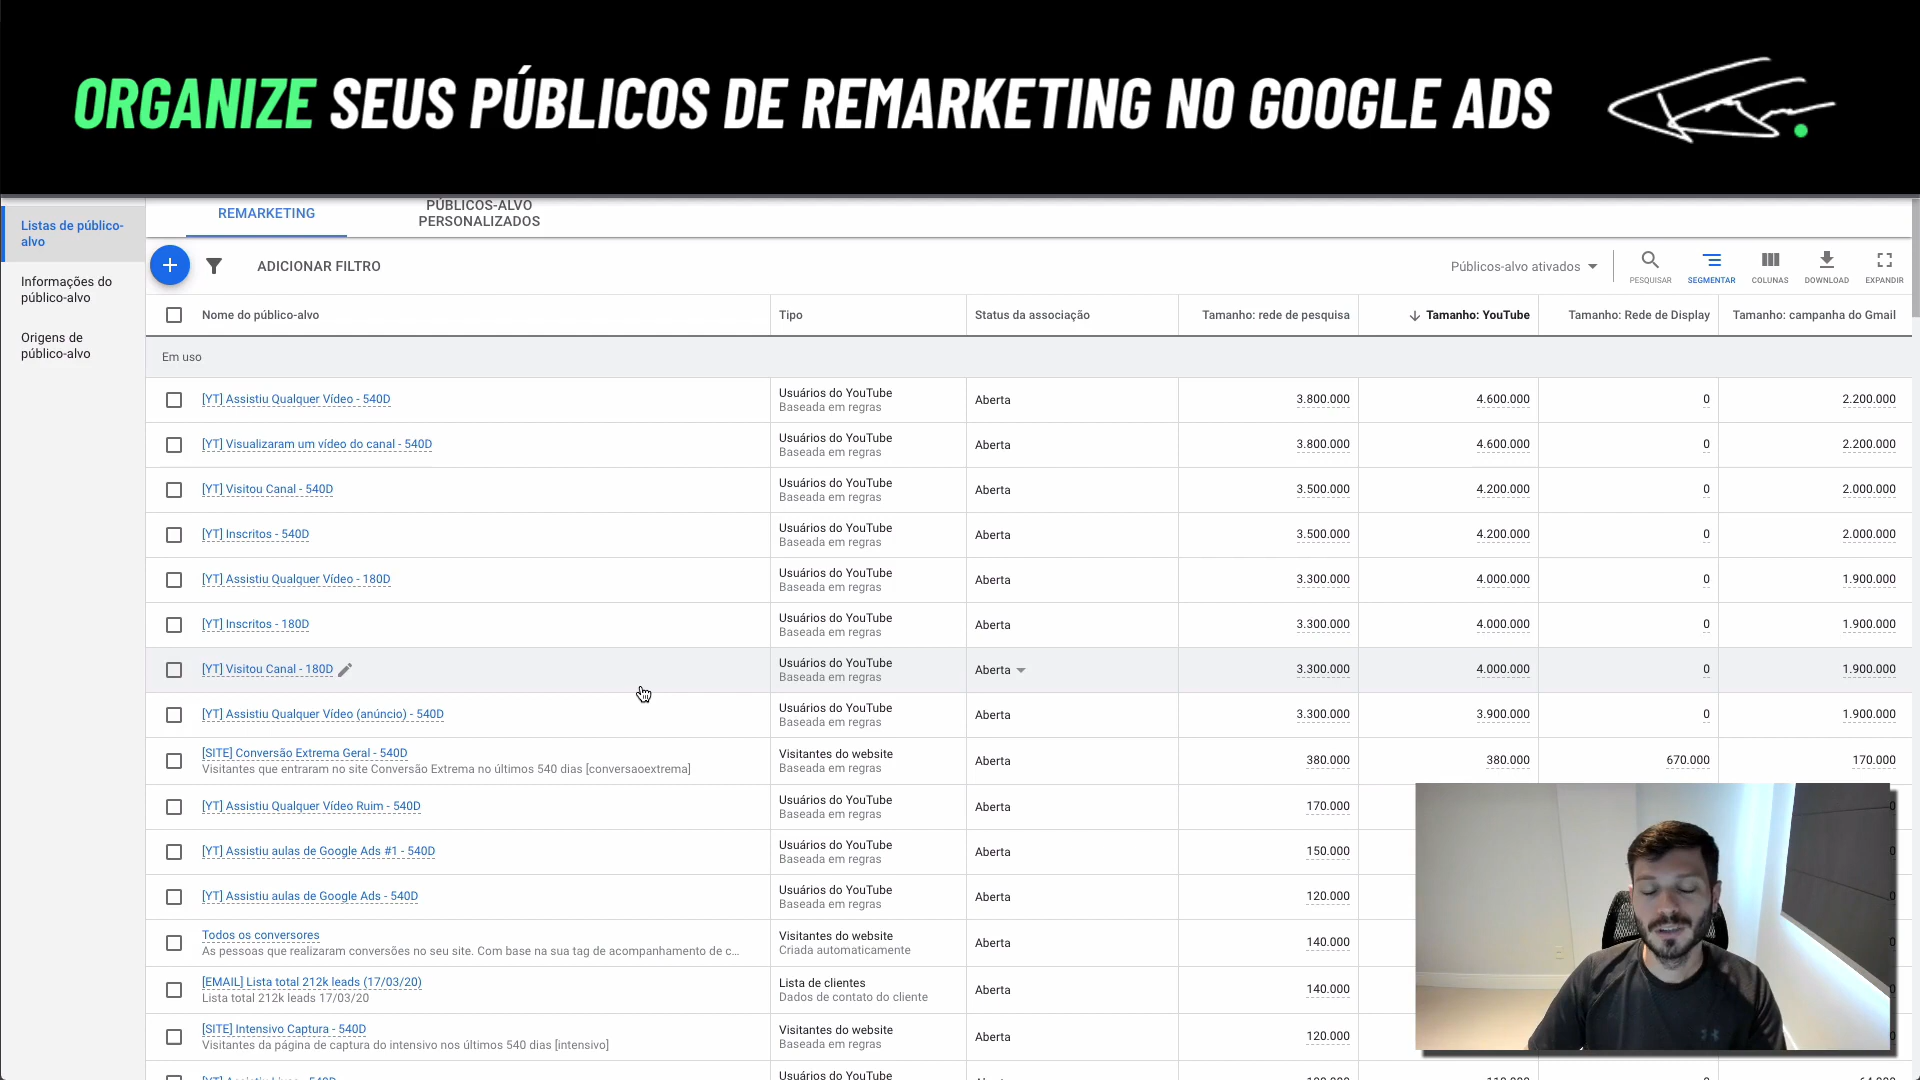 ORGANIZE SEUS PÚBLICOS DE REMARKETING NO GOOGLE ADS
Listas de público-
alvo
Informações do
público-alvo
Origens de
público-alvo
REMARKETING
PÚBLICOS-ALVO
PERSONALIZADOS
ADICIONAR FILTRO
Públicos-alvo ativados
PESQUISAR
SEGMENTAR
COLUNAS
DOWNLOAD
EXPANDIR
Nome do público-alvo Tipo Status da associação Tamanho: rede de pesquisa Tamanho: YouTube Tamanho: Rede de Display Tamanho: campanha do Gmail
Em uso
[YT] Assistiu Qualquer Vídeo - 540D Usuários do YouTube Aberta 3.800.000 4.600.000 0 2.200.000
Baseada em regras
[YT] Visualizaram um vídeo do canal - 540D Usuários do YouTube Aberta 3.800.000 4.600.000 0 2.200.000
Baseada em regras
[YT] Visitou Canal - 540D Usuários do YouTube Aberta 3.500.000 4.200.000 0 2.000.000
Baseada em regras
[YT] Inscritos - 540D Usuários do YouTube Aberta 3.500.000 4.200.000 0 2.000.000
Baseada em regras
[YT] Assistiu Qualquer Vídeo - 180D Usuários do YouTube Aberta 3.300.000 4.000.000 0 1.900.000
Baseada em regras
[YT] Inscritos - 180D Usuários do YouTube Aberta 3.300.000 4.000.000 0 1.900.000
Baseada em regras
[YT] Visitou Canal - 180D Usuários do YouTube Aberta 3.300.000 4.000.000 0 1.900.000
Baseada em regras
[YT] Assistiu Qualquer Vídeo (anúncio) - 540D Usuários do YouTube Aberta 3.300.000 3.900.000 0 1.900.000
Baseada em regras
[SITE] Conversão Extrema Geral - 540D Visitantes do website Aberta 380.000 380.000 670.000 170.000
Visitantes que entraram no site Conversão Extrema no últimos 540 dias [conversaoextrema] Baseada em regras
[YT] Assistiu Qualquer Vídeo Ruim - 540D Usuários do YouTube Aberta 170.000
Baseada em regras
[YT] Assistiu aulas de Google Ads #1 - 540D Usuários do YouTube Aberta 150.000
Baseada em regras
[YT] Assistiu aulas de Google Ads - 540D Usuários do YouTube Aberta 120.000
Baseada em regras
Todos os conversores Visitantes do website Aberta 140.000
As pessoas que realizaram conversões no seu site. Com base na sua tag de acompanhamento de c... Criada automaticamente
[EMAIL] Lista total 212k leads (17/03/20) Lista de clientes Aberta 140.000
Lista total 212k leads 17/03/20 Dados de contato do cliente
[SITE] Intensivo Captura - 540D Visitantes do website Aberta 120.000
Visitantes da página de captura do intensivo nos últimos 540 dias [intensivo] Baseada em regras
Usuários do YouTube